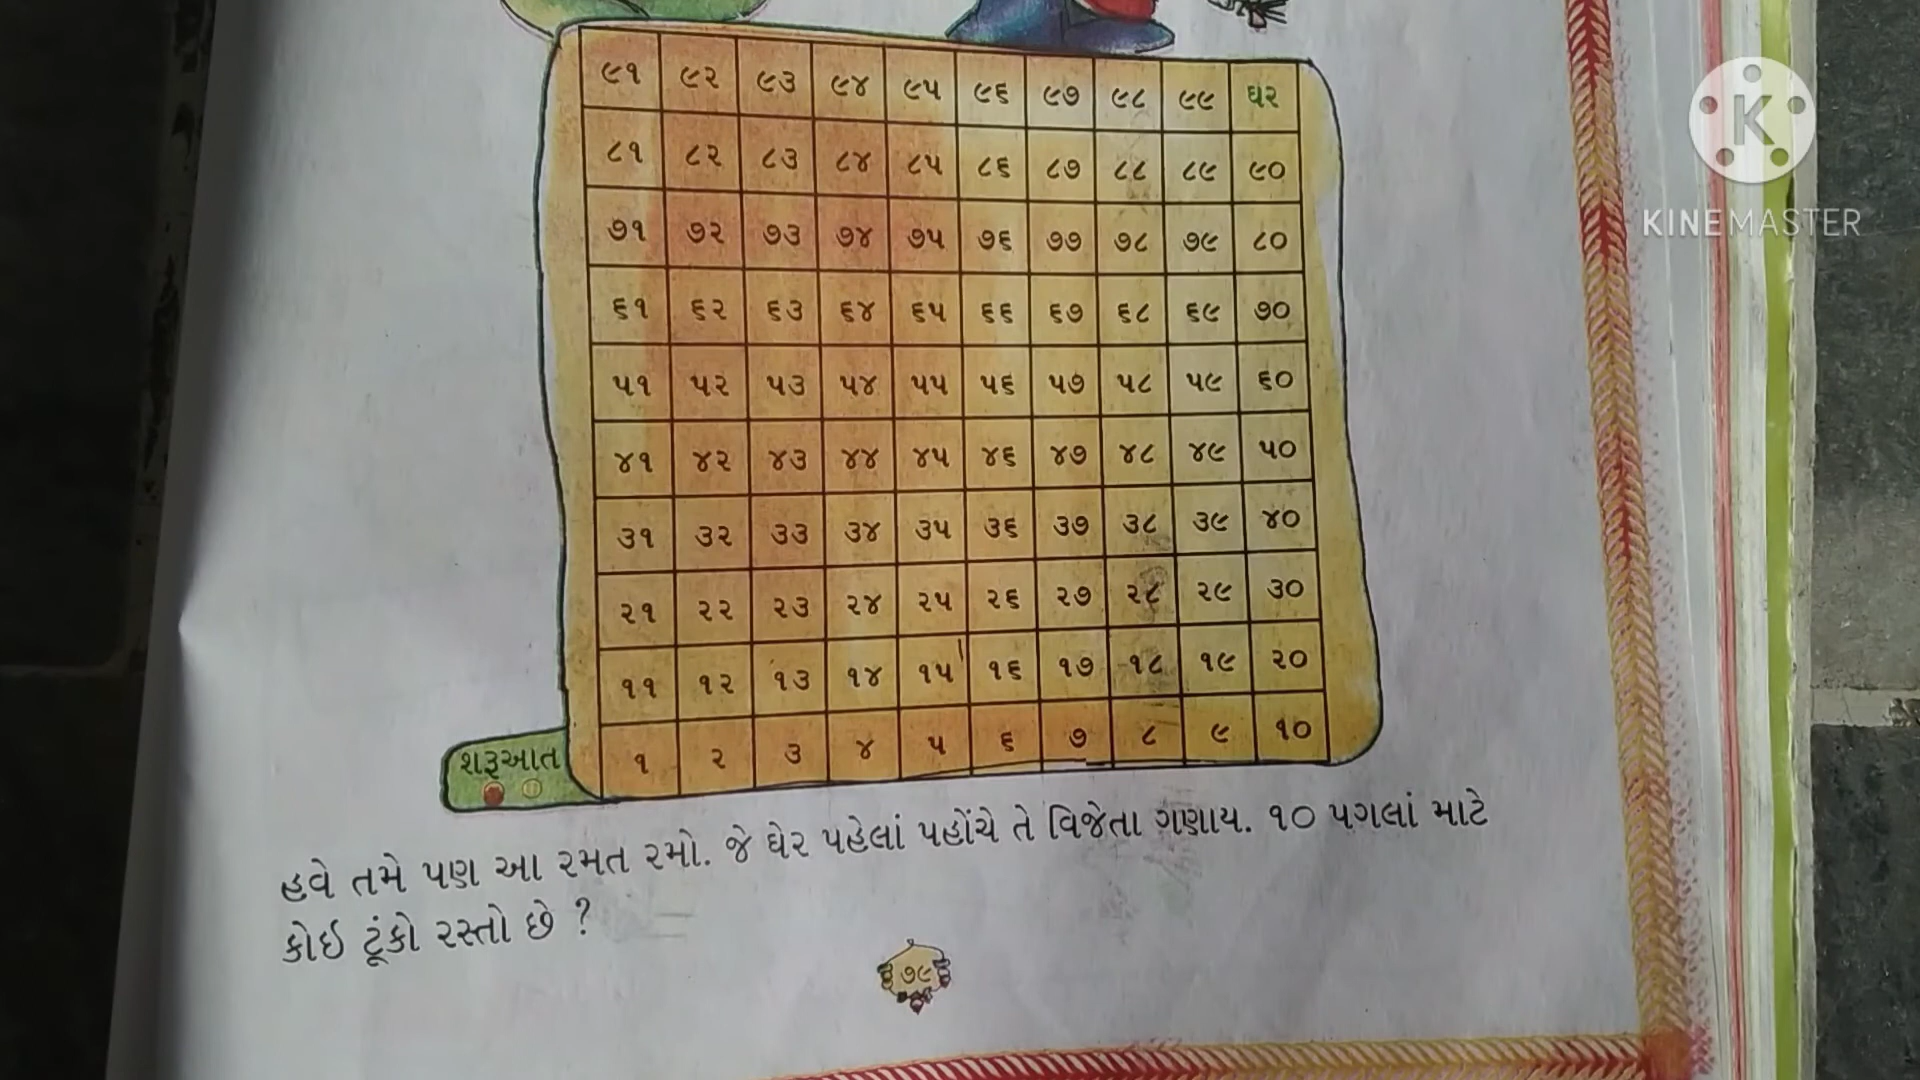 ૯૧ ૯૨ ૯૩ ૯૪ ૯૫ ૯૬ ૯૭ ૯૮ ૯૯ ઘર
૮૧ ૮૨ ૮૩ ૮૪ ૮૫ ૮૬ ૮૭ ૮૮ ૮૯ ૯૦
૭૧ ૭૨ ૭૩ ૭૪ ૭૫ ૭૬ ૭૭ ૭૮ ૭૯ ૮૦
૬૧ ૬૨ ૬૩ ૬૪ ૬૫ ૬૬ ૬૭ ૬૮ ૬૯ ૭૦
૫૧ ૫૨ ૫૩ ૫૪ ૫૫ ૫૬ ૫૭ ૫૮ ૫૯ ૬૦
૪૧ ૪૨ ૪૩ ૪૪ ૪૫ ૪૬ ૪૭ ૪૮ ૪૯ ૫૦
૩૧ ૩૨ ૩૩ ૩૪ ૩૫ ૩૬ ૩૭ ૩૮ ૩૯ ૪૦
૨૧ ૨૨ ૨૩ ૨૪ ૨૫ ૨૬ ૨૭ ૨૮ ૨૯ ૩૦
૧૧ ૧૨ ૧૩ ૧૪ ૧૫ ૧૬ ૧૭ ૧૮ ૧૯ ૨૦
શરૂઆત ૧ ૨ ૩ ૪ ૫ ૬ ૭ ૮ ૯ ૧૦
હવે તમે પણ આ રમત રમો. જે ઘેર પહેલાં પહોંચે તે વિજેતા ગણાય. ૧૦ પગલાં માટે
કોઇ ટૂંકો રસ્તો છે ?
૭૯
K
KINEMASTER